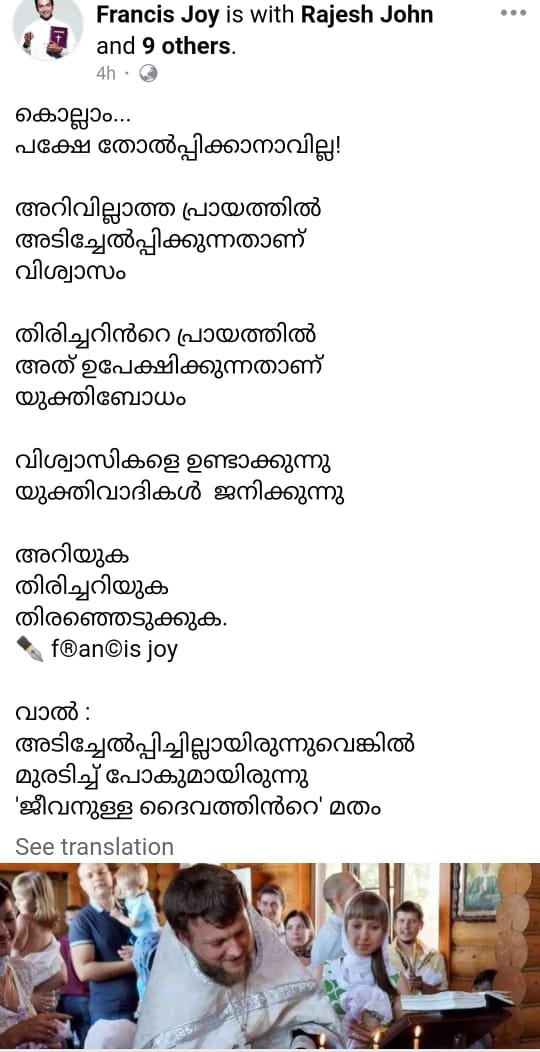 Francis Joy is with Rajesh John
and 9 others.
4h ·
കൊല്ലാം...
പക്ഷേ തോൽപ്പിക്കാനാവില്ല!
അറിവില്ലാത്ത പ്രായത്തിൽ
അടിച്ചേൽപ്പിക്കുന്നതാണ്
വിശ്വാസം
തിരിച്ചറിൻറെ പ്രായത്തിൽ
അത് ഉപേക്ഷിക്കുന്നതാണ്
യുക്തിബോധം
വിശ്വാസികളെ ഉണ്ടാക്കുന്നു
യുക്തിവാദികൾ ജനിക്കുന്നു
അറിയുക
തിരിച്ചറിയുക
തിരഞ്ഞെടുക്കുക.
✒️ f®an©is joy
വാൽ :
അടിച്ചേൽപ്പിച്ചില്ലായിരുന്നുവെങ്കിൽ
മുരടിച്ച് പോകുമായിരുന്നു
'ജീവനുള്ള ദൈവത്തിൻറെ' മതം
See translation